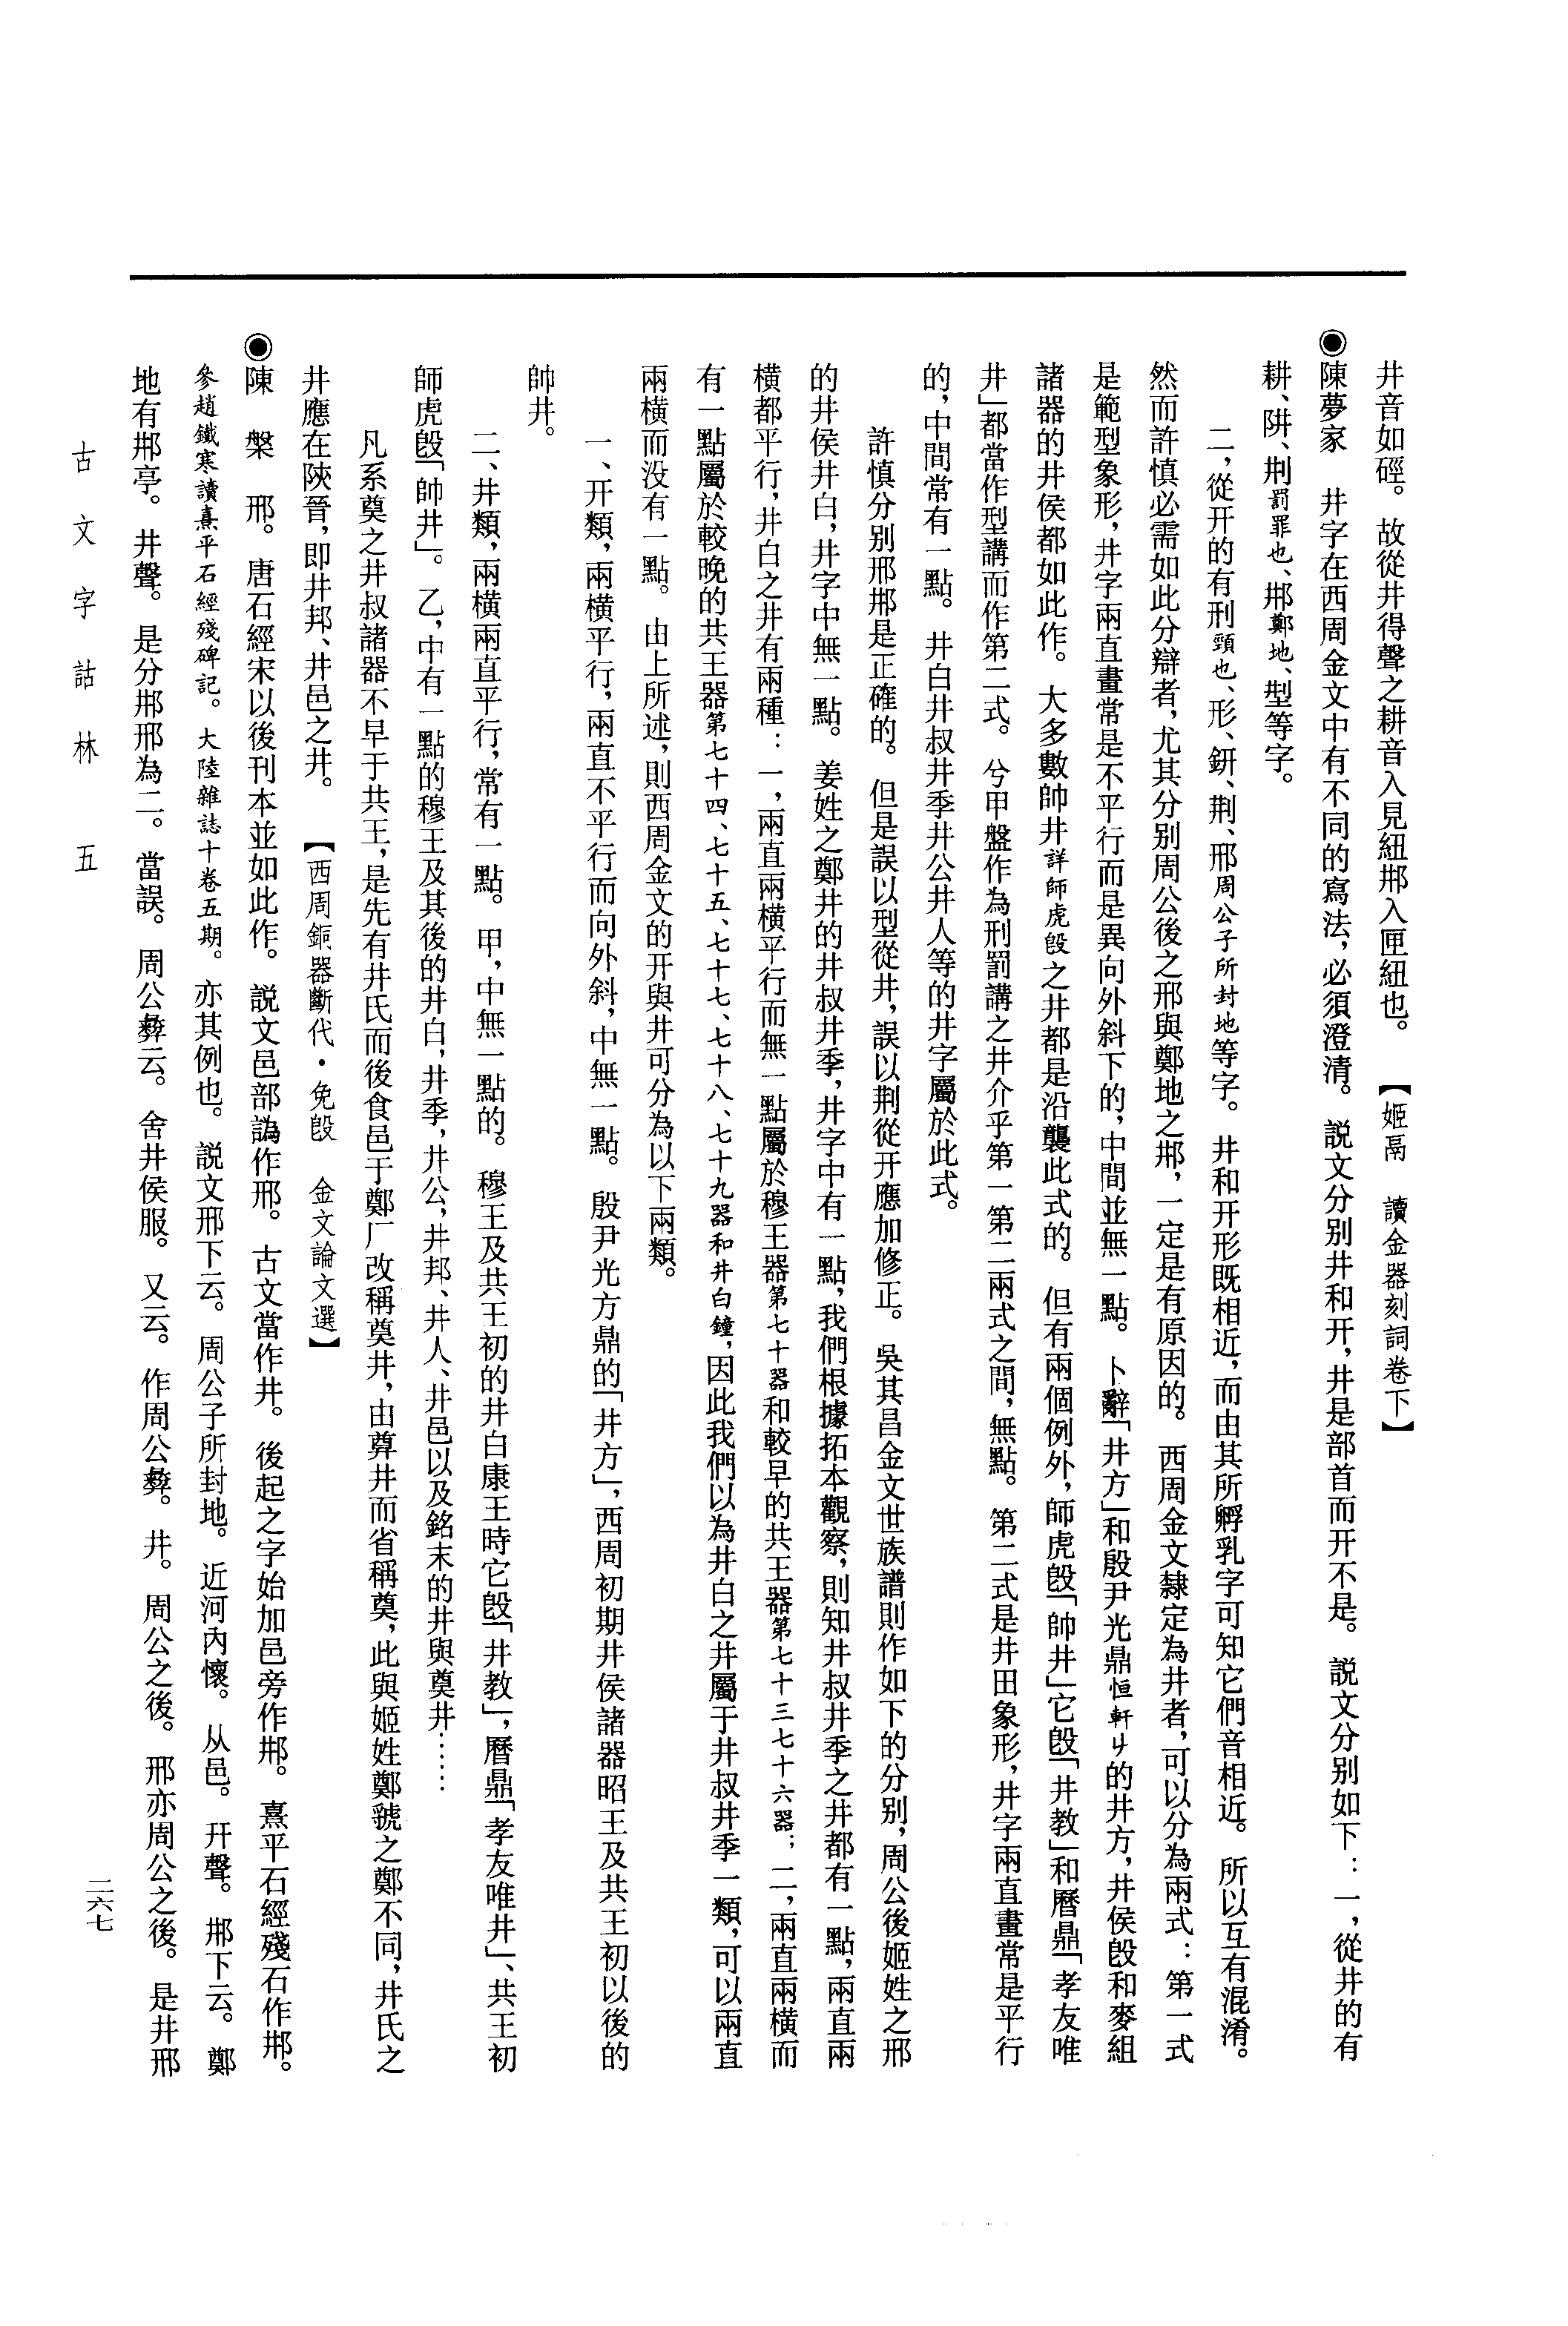 井音如硜。故從井得聲之耕音入見紐邢入匣紐也。　【姬鬲　讀金器刻詞卷下】
◉陳夢家　井字在西周金文中有不同的寫法，必須澄清。説文分别井和开，井是部首而开不是。説文分别如下：一，從井的有
耕、阱、荆罰罪也、邢鄭地、型等字。
二，從开的有刑頸也、形、鈃、荆、邢周公子所封地等字。井和开形既相近，而由其所孵乳字可知它們音相近。所以互有混淆。
然而許慎必需如此分辯者，尤其分别周公後之邢與鄭地之邢，一定是有原因的。西周金文隸定為井者，可以分為兩式：第一式
是範型象形，井字兩直畫常是不平行而是異向外斜下的，中間並無一點。卜辭「井方」和殷尹光鼎恒軒ㄐ的井方，井侯𣪘和麥組
諸器的井侯都如此作。大多數帥井詳師虎𣪘之井都是沿襲此式的。但有兩個例外，師虎𣪘「帥井」它𣪘「井教」和曆鼎「孝友唯
井」都當作型講而作第二式。兮甲盤作為刑罰講之井介乎第一第二兩式之間，無點。第二式是井田象形，井字兩直畫常是平行
的，中間常有一點。井白井叔井季井公井人等的井字屬於此式。
許慎分别邢邢是正確的。但是誤以型從井，誤以荆從开應加修正。吳其昌金文世族譜則作如下的分别，周公後姬姓之邢
的井侯井白，井字中無一點。姜姓之鄭井的井叔井季，井字中有一點，我們根據拓本觀察，則知井叔井季之井都有一點，兩直兩
橫都平行，井白之井有兩種：一，兩直兩橫平行而無一點屬於穆王器第七十器和較早的共王器第七十三七十六器；二，兩直兩橫而
有一點屬於較晚的共王器第七十四、七十五、七十七、七十八、七十九器和井白鐘，因此我們以為井白之井屬于井叔井季一類，可以兩直
兩橫而没有一點。由上所述，則西周金文的开與井可分為以下兩類。
一、开類，兩橫平行，兩直不平行而向外斜，中無一點。殷尹光方鼎的「井方」，西周初期井侯諸器昭王及共王初以後的
帥井。
二、井類，兩橫兩直平行，常有一點。甲，中無一點的。穆王及共王初的井白康王時它𣪘「井教」，曆鼎「孝友唯井」、共王初
師虎𣪘「帥井」。乙，中有一點的穆王及其後的井白，井季，井公，井邦、井人、井邑以及銘末的井與奠井……
凡系奠之井叔諸器不早于共王，是先有井氏而後食邑于鄭厂改稱奠井，由奠井而省稱奠，此與姬姓鄭虢之鄭不同，井氏之
井應在陝晉，即井邦、井邑之井。　【西周銅器斷代·免𣪘　金文論文選】
◉陳　槃　邢。唐石經宋以後刊本並如此作。説文邑部譌作邢。古文當作井。後起之字始加邑旁作邢。熹平石經殘石作邢。
參趙鐵寒讀熹平石經殘碑記。大陸雜誌十卷五期。亦其例也。説文邢下云。周公子所封地。近河内懷。从邑。幵聲。邢下云。鄭
地有邢亭。井聲。是分邢邢為二。當誤。周公彝云。舍井侯服。又云。作周公彝。井。周公之後。邢亦周公之後。是井邢
古文字詁林　五
二六七